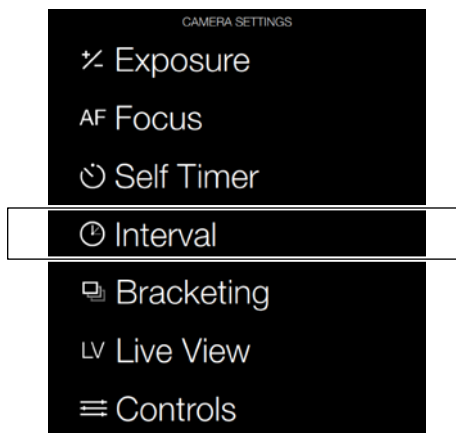 CAMERA SETTINGS
+/- Exposure
AF Focus
Self Timer
Interval
Bracketing
LV Live View
Controls